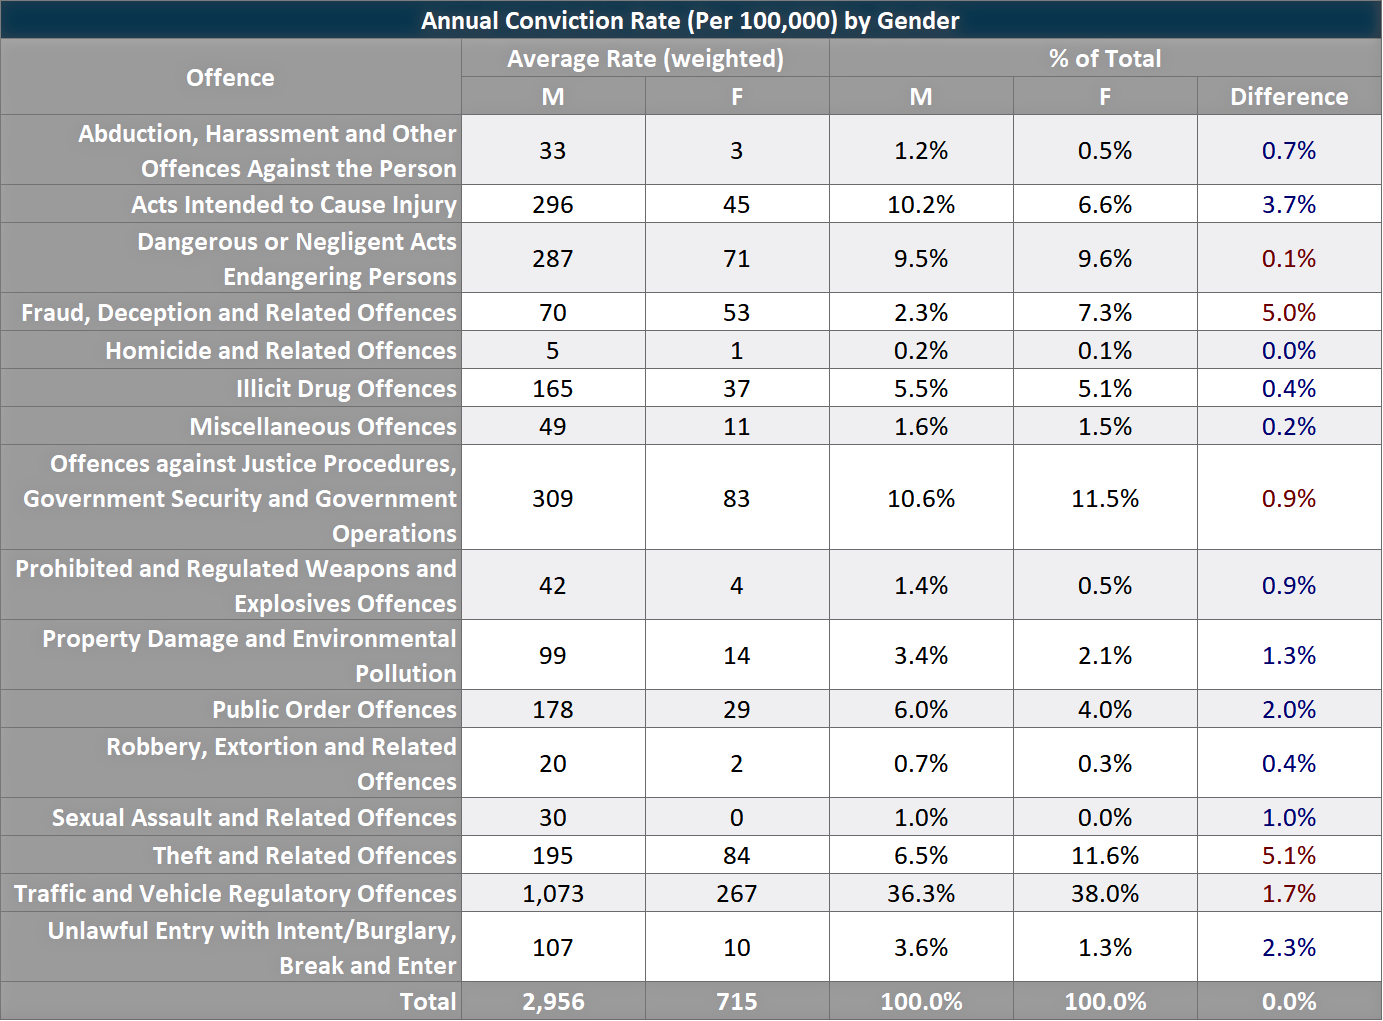 Annual Conviction Rate (Per 100,000) by Gender
Offence Average Rate (weighted) % of Total
M F M F Difference
Abduction, Harassment and Other
Offences Against the Person 33 3 1.2% 0.5% 0.7%
Acts Intended to Cause Injury 296 45 10.2% 6.6% 3.7%
Dangerous or Negligent Acts
Endangering Persons 287 71 9.5% 9.6% 0.1%
Fraud, Deception and Related Offences 70 53 2.3% 7.3% 5.0%
Homicide and Related Offences 5 1 0.2% 0.1% 0.0%
Illicit Drug Offences 165 37 5.5% 5.1% 0.4%
Miscellaneous Offences 49 11 1.6% 1.5% 0.2%
Offences against Justice Procedures,
Government Security and Government 309 83 10.6% 11.5% 0.9%
Operations
Prohibited and Regulated Weapons and
Explosives Offences 42 4 1.4% 0.5% 0.9%
Property Damage and Environmental
Pollution 99 14 3.4% 2.1% 1.3%
Public Order Offences 178 29 6.0% 4.0% 2.0%
Robbery, Extortion and Related
Offences 20 2 0.7% 0.3% 0.4%
Sexual Assault and Related Offences 30 0 1.0% 0.0% 1.0%
Theft and Related Offences 195 84 6.5% 11.6% 5.1%
Traffic and Vehicle Regulatory Offences 1,073 267 36.3% 38.0% 1.7%
Unlawful Entry with Intent/Burglary,
Break and Enter 107 10 3.6% 1.3% 2.3%
Total 2,956 715 100.0% 100.0% 0.0%